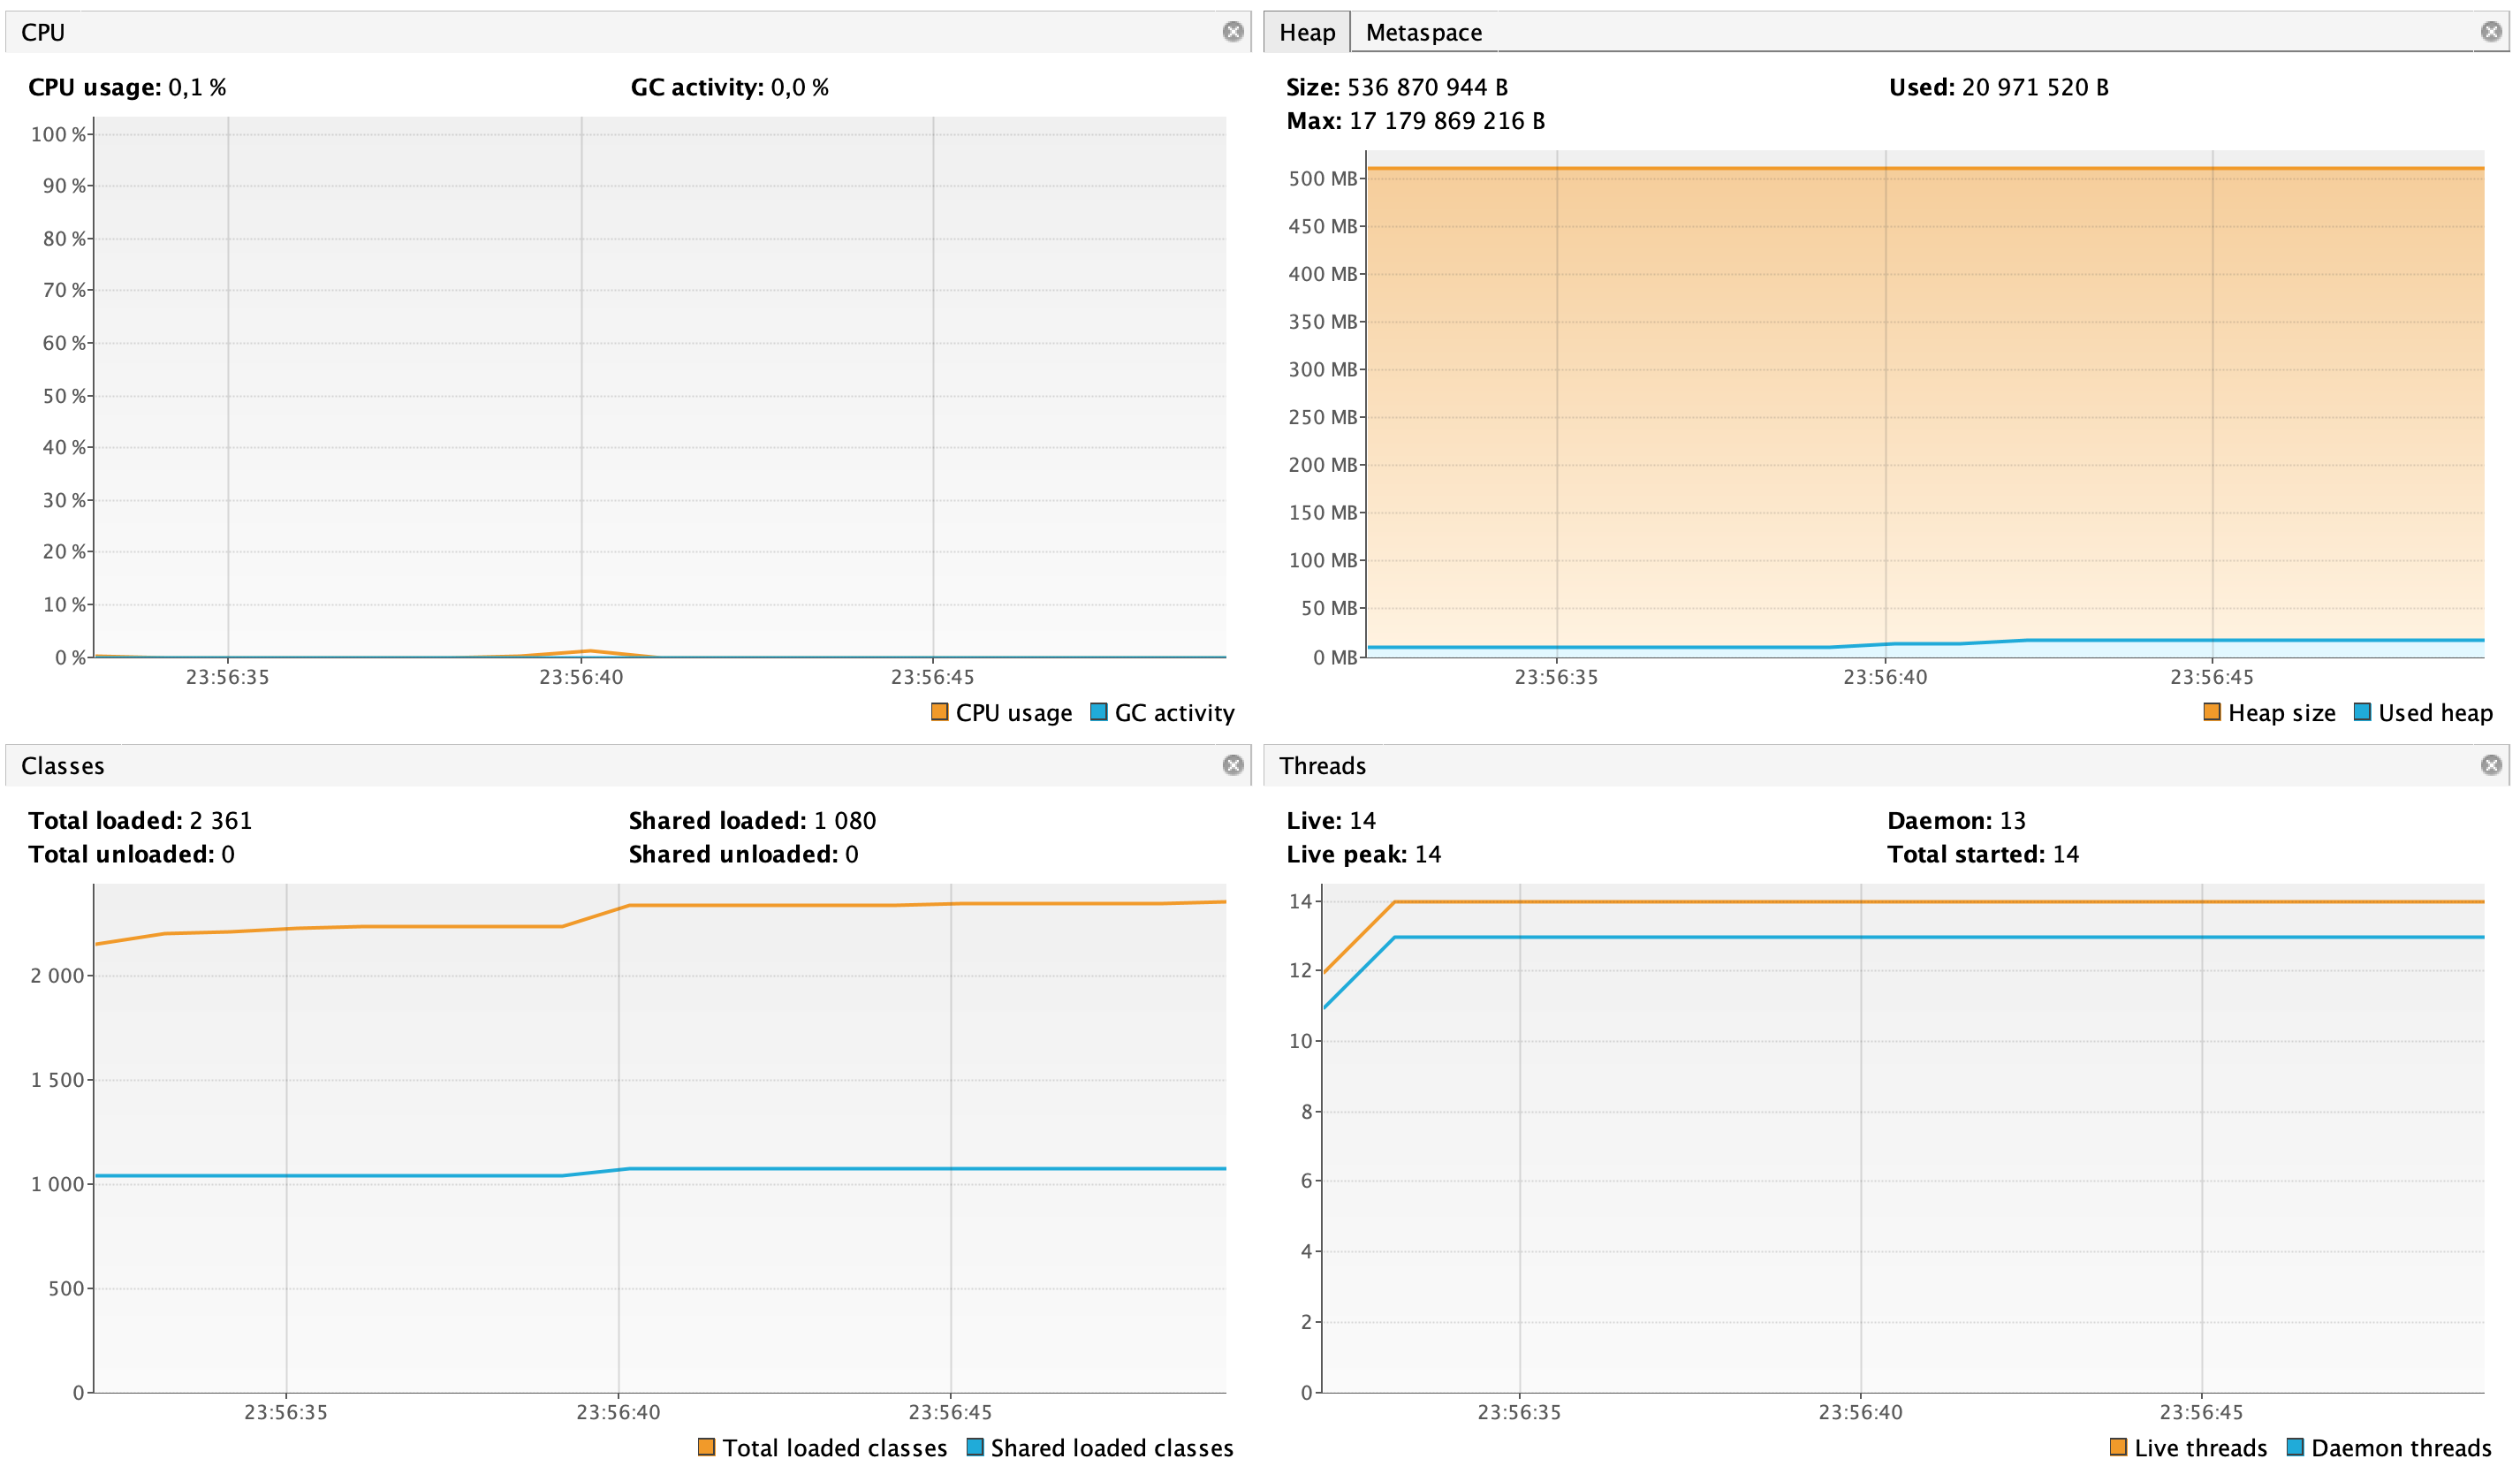 CPU
CPU usage: 0,1 % GC activity: 0,0 %
100 %
90 %
80 %
70 %
60 %
50 %
40 %
30 %
20 %
10 %
0 %
23:56:35 23:56:40 23:56:45
CPU usage GC activity
Heap Metaspace
Size: 536 870 944 B Used: 20 971 520 B
Max: 17 179 869 216 B
500 MB
450 MB
400 MB
350 MB
300 MB
250 MB
200 MB
150 MB
100 MB
50 MB
0 MB
23:56:35 23:56:40 23:56:45
Heap size Used heap
Classes
Total loaded: 2 361 Shared loaded: 1 080
Total unloaded: 0 Shared unloaded: 0
2 000
1 500
1 000
500
0
23:56:35 23:56:40 23:56:45
Total loaded classes Shared loaded classes
Threads
Live: 14 Daemon: 13
Live peak: 14 Total started: 14
14
12
10
8
6
4
2
0
23:56:35 23:56:40 23:56:45
Live threads Daemon threads